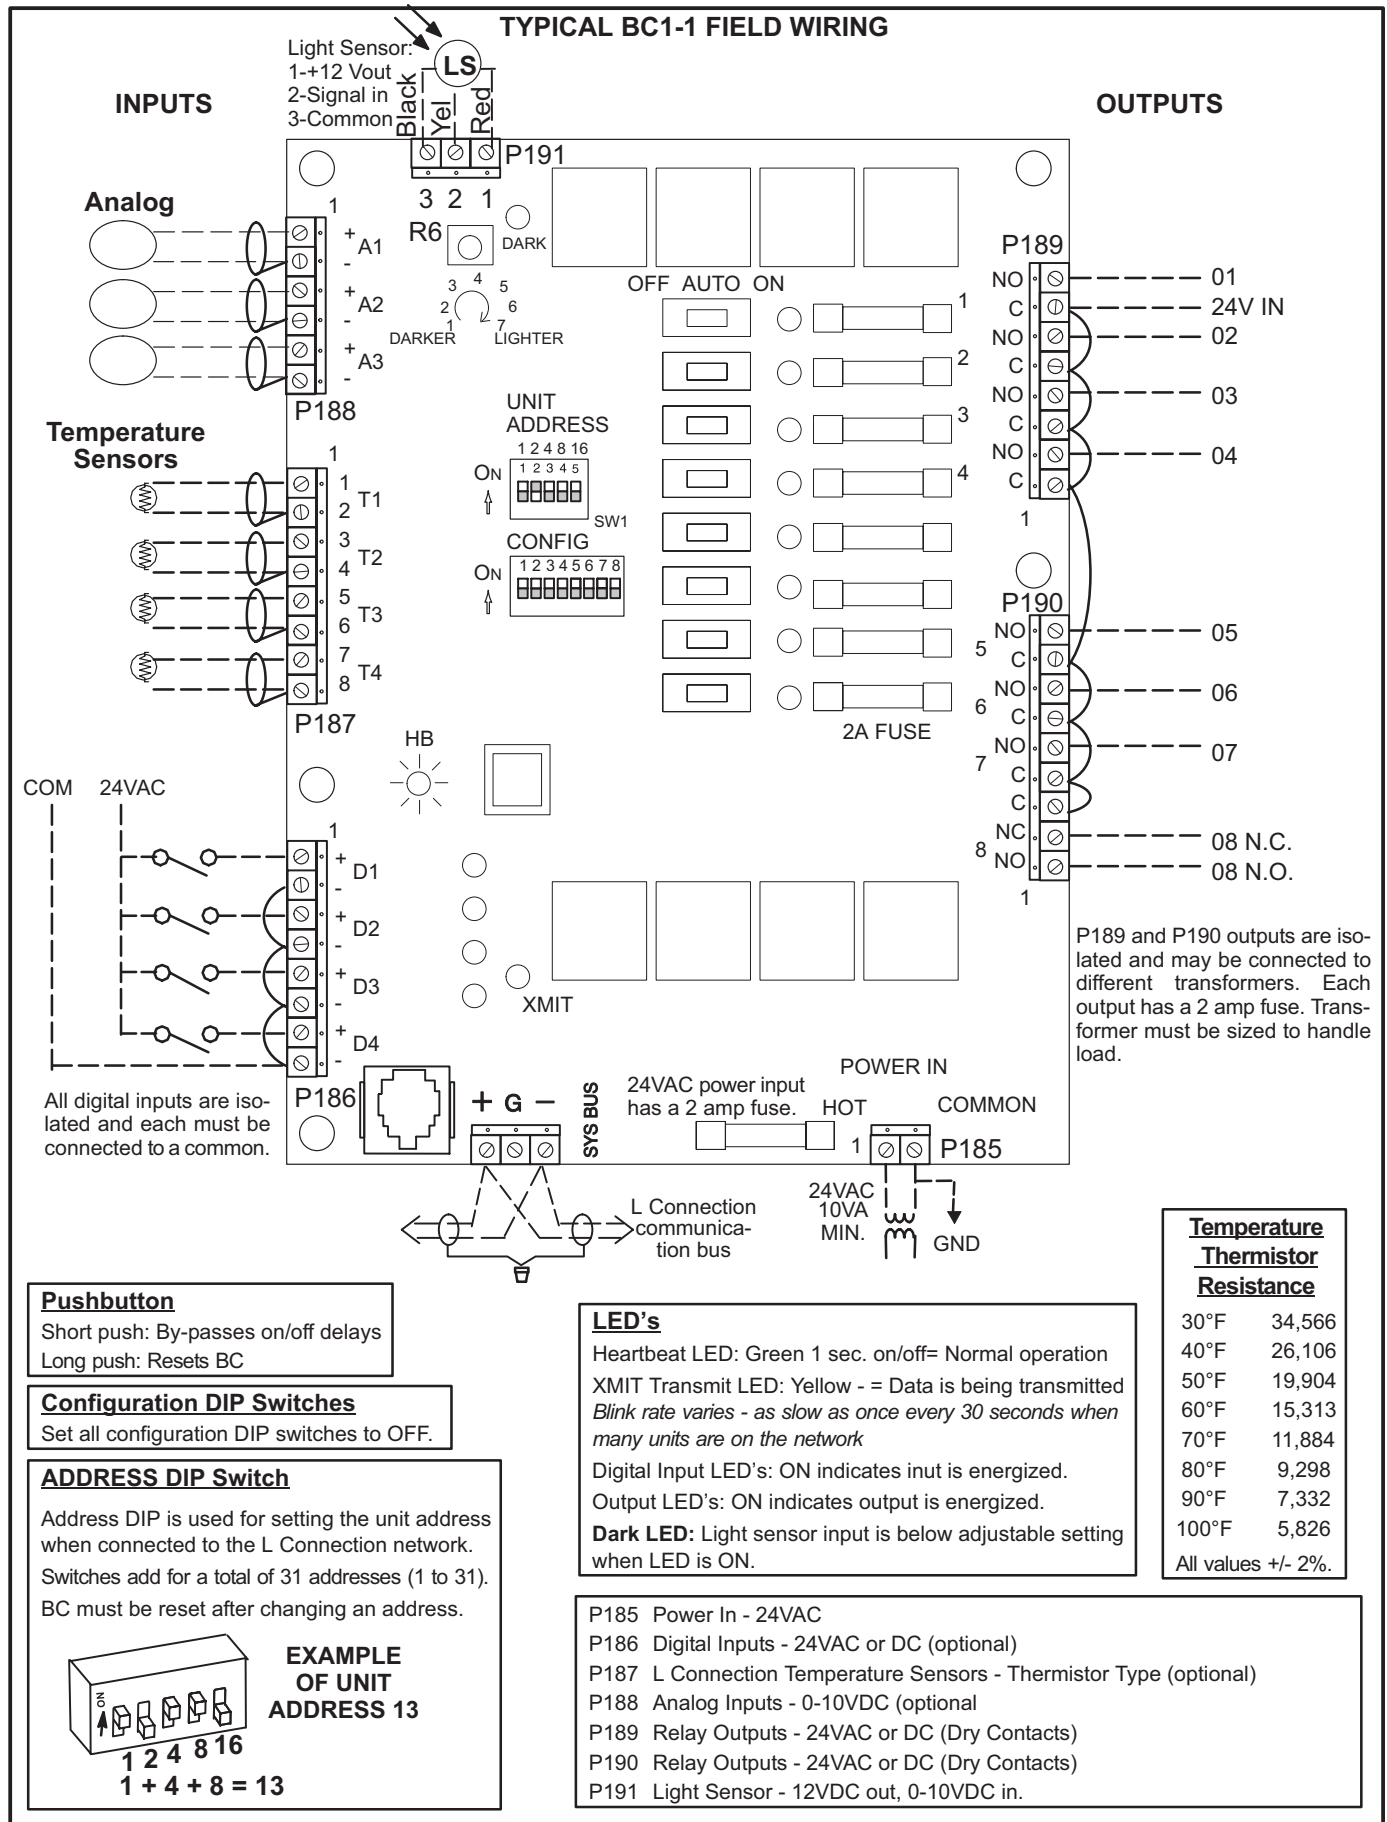 TYPICAL BC1-1 FIELD WIRING
Light Sensor:
1-+12 Vout
2-Signal in
3-Common
LS
Black
Yel
Red
INPUTS
OUTPUTS
P191
3 2 1
R6
DARK
3 4 5
2 6
1 7
DARKER LIGHTER
Analog
1
+
A1
-
+
A2
-
+
A3
-
P188
Temperature
Sensors
1
1
T1
2
3
T2
4
5
T3
6
7
T4
8
P187
UNIT
ADDRESS
1 2 4 8 16
ON
1 2 3 4 5
SW1
CONFIG
ON
1 2 3 4 5 6 7 8
OFF AUTO ON
1
2
3
4
2A FUSE
P189
NO
01
C
24V IN
NO
02
C
NO
03
C
NO
04
C
1
P190
NO
05
5
C
NO
06
6
C
NO
07
7
C
C
NC
08 N.C.
8
NO
08 N.O.
1
P189 and P190 outputs are iso-
lated and may be connected to
different transformers. Each
output has a 2 amp fuse. Trans-
former must be sized to handle
load.
HB
COM 24VAC
1
+
D1
-
+
D2
-
+
D3
-
+
D4
-
P186
XMIT
All digital inputs are iso-
lated and each must be
connected to a common.
+ G -
SYS BUS
24VAC power input
has a 2 amp fuse.
POWER IN
HOT
COMMON
1
P185
L Connection
communica-
tion bus
24VAC
10VA
MIN.
GND
Pushbutton
Short push: By-passes on/off delays
Long push: Resets BC
Configuration DIP Switches
Set all configuration DIP switches to OFF.
ADDRESS DIP Switch
Address DIP is used for setting the unit address
when connected to the L Connection network.
Switches add for a total of 31 addresses (1 to 31).
BC must be reset after changing an address.
EXAMPLE
OF UNIT
ADDRESS 13
NO
1 2 4 8 16
1 + 4 + 8 = 13
LED's
Heartbeat LED: Green 1 sec. on/off= Normal operation
XMIT Transmit LED: Yellow - = Data is being transmitted
Blink rate varies - as slow as once every 30 seconds when
many units are on the network
Digital Input LED's: ON indicates inut is energized.
Output LED's: ON indicates output is energized.
Dark LED: Light sensor input is below adjustable setting
when LED is ON.
Temperature
Thermistor
Resistance
30°F 34,566
40°F 26,106
50°F 19,904
60°F 15,313
70°F 11,884
80°F 9,298
90°F 7,332
100°F 5,826
All values +/- 2%.
P185 Power In - 24VAC
P186 Digital Inputs - 24VAC or DC (optional)
P187 L Connection Temperature Sensors - Thermistor Type (optional)
P188 Analog Inputs - 0-10VDC (optional
P189 Relay Outputs - 24VAC or DC (Dry Contacts)
P190 Relay Outputs - 24VAC or DC (Dry Contacts)
P191 Light Sensor - 12VDC out, 0-10VDC in.